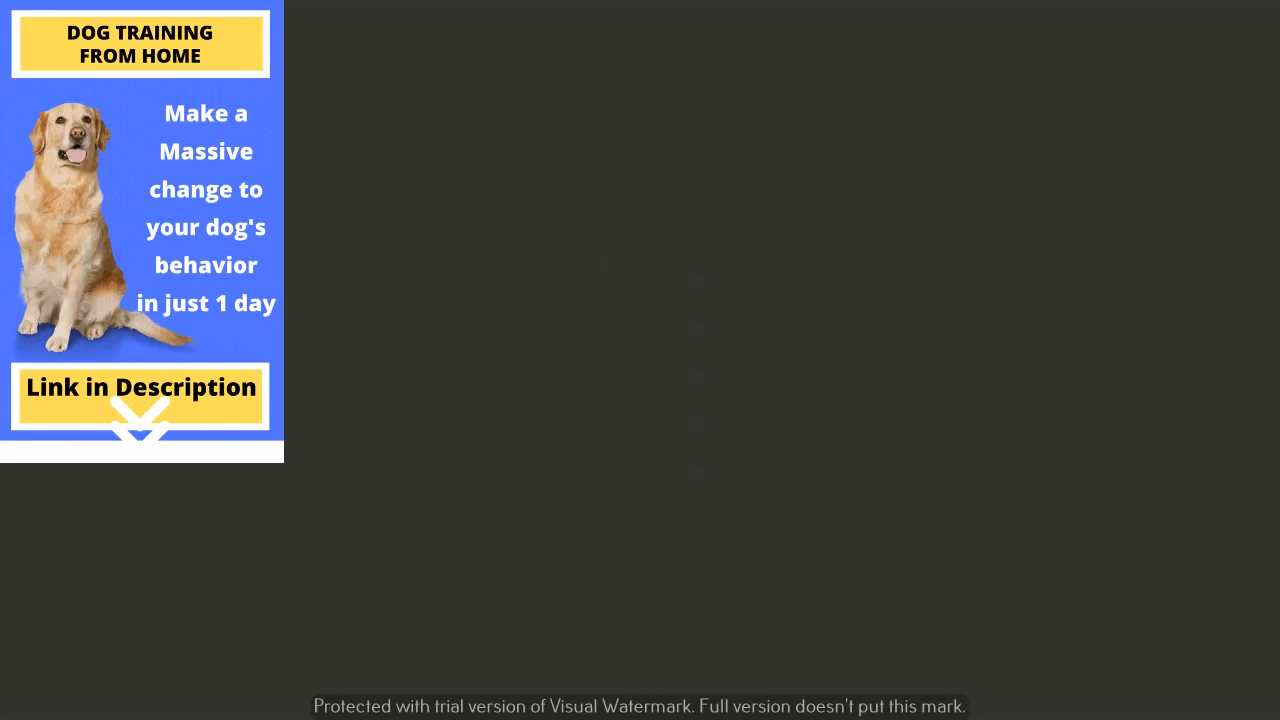 DOG TRAINING
FROM HOME
Make a
Massive
change to
your dog's
behavior
in just 1 day
Link in Description
Protected with trial version of Visual Watermark. Full version doesn't put this mark.